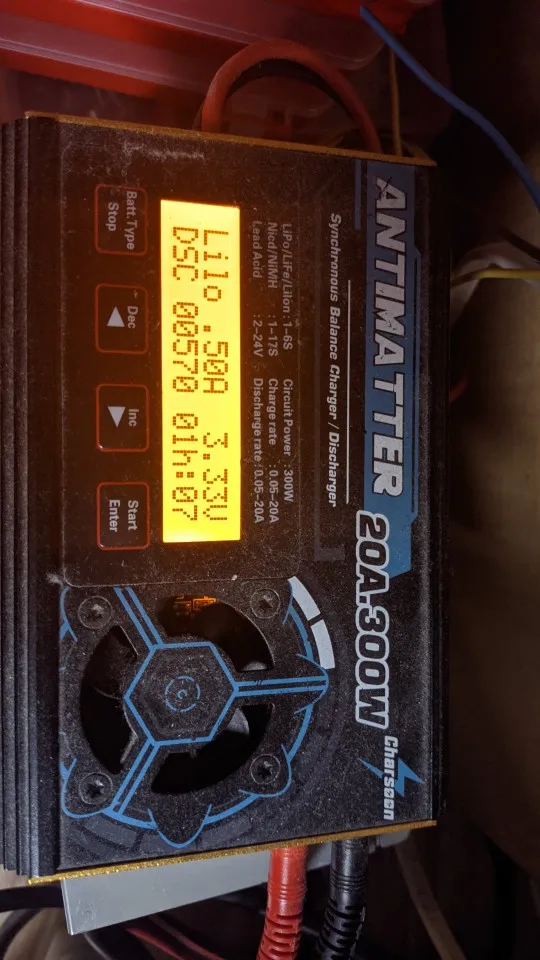 ANTIMATTER 20A.300W
Charsoon
Synchronous Balance Charger / Discharger
LiPo/LiFe/LiIon : 1-6S
Nicd/NiMH : 1-17S
Lead Acid : 2-24V
Circuit Power : 300W
Charge rate : 0.05-20A
Discharge rate : 0.05-20A
LiIo .50A 3.33V
DSC 00570 01h:07
Batt.Type
Stop
Dec
Inc
Start
Enter